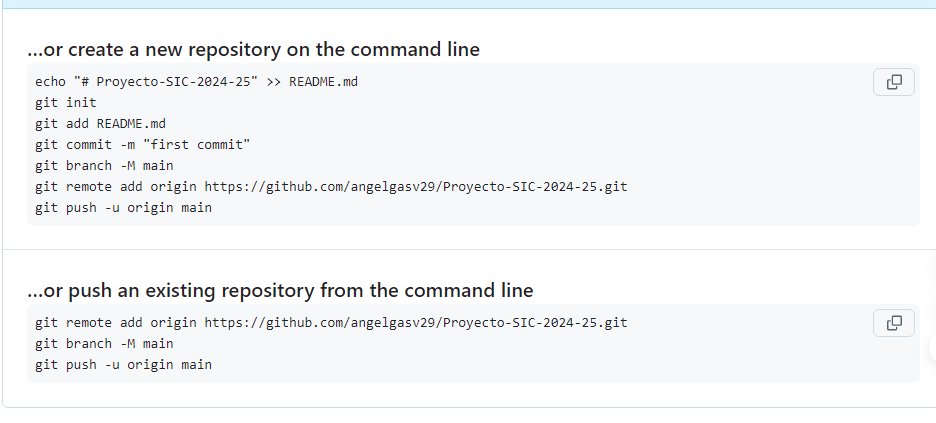 ...or create a new repository on the command line
echo "# Proyecto-SIC-2024-25" >> README.md
git init
git add README.md
git commit -m "first commit"
git branch -M main
git remote add origin https://github.com/angelgasv29/Proyecto-SIC-2024-25.git
git push -u origin main
...or push an existing repository from the command line
git remote add origin https://github.com/angelgasv29/Proyecto-SIC-2024-25.git
git branch -M main
git push -u origin main